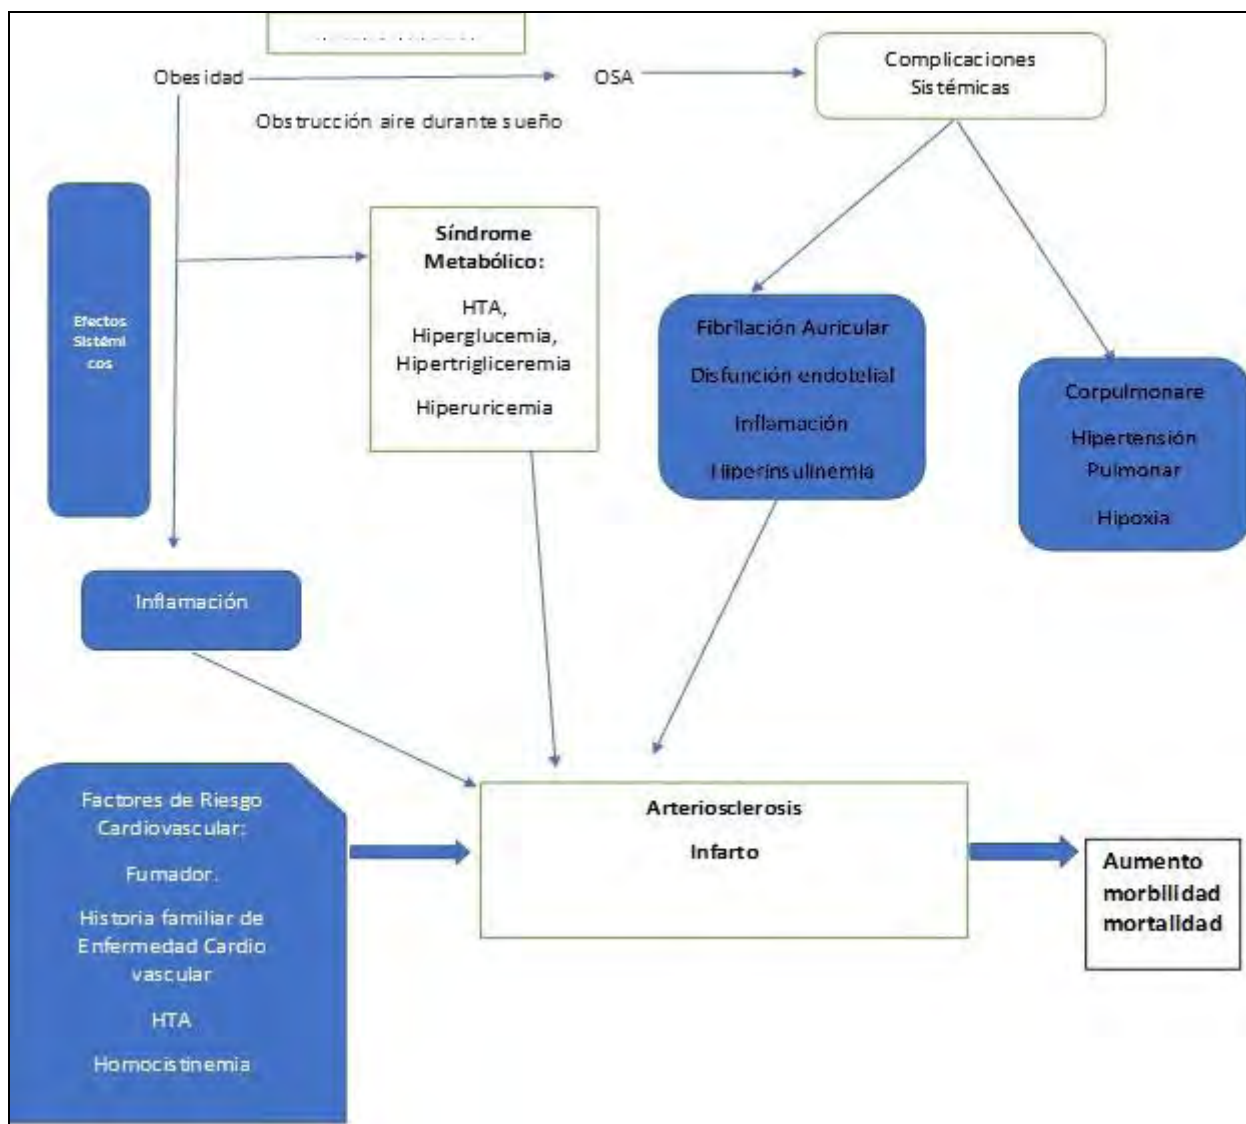 Obesidad
OSA
Complicaciones
Sistémicas
Obstrucción aire durante sueño
Efectos
Sistémi
cos
Síndrome
Metabólico:
HTA,
Hiperglucemia,
Hipertrigliceremia
Hiperuricemia
Fibrilación Auricular
Disfunción endotelial
Inflamación
Hiperinsulinemia
Corpulmonare
Hipertensión
Pulmonar
Hipoxia
Inflamación
Factores de Riesgo
Cardiovascular:
Fumador.
Historia familiar de
Enfermedad Cardio
vascular
HTA
Homocistinemia
Arteriosclerosis
Infarto
Aumento
morbilidad
mortalidad